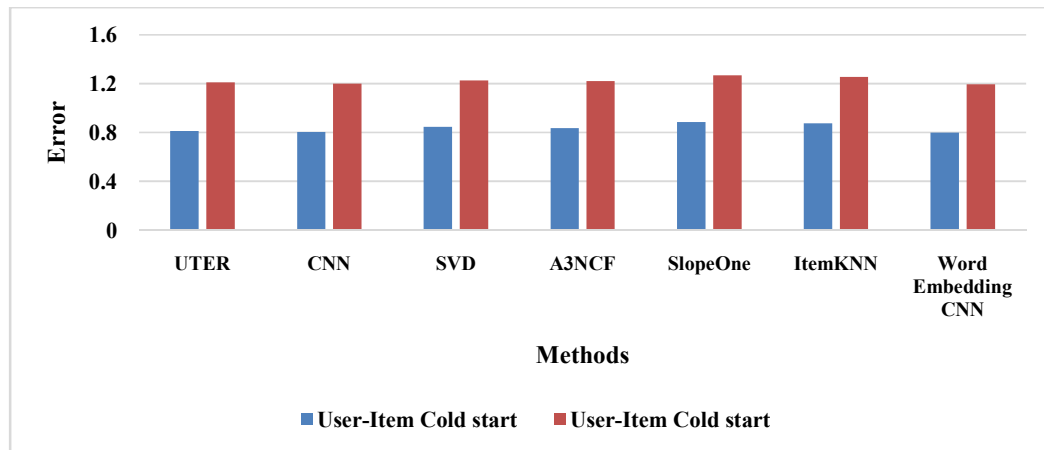 1.6
1.2
0.8
0.4
0
Error
UTER
CNN
SVD
A3NCF
SlopeOne
ItemKNN
Word
Embedding
CNN
Methods
User-Item Cold start
User-Item Cold start